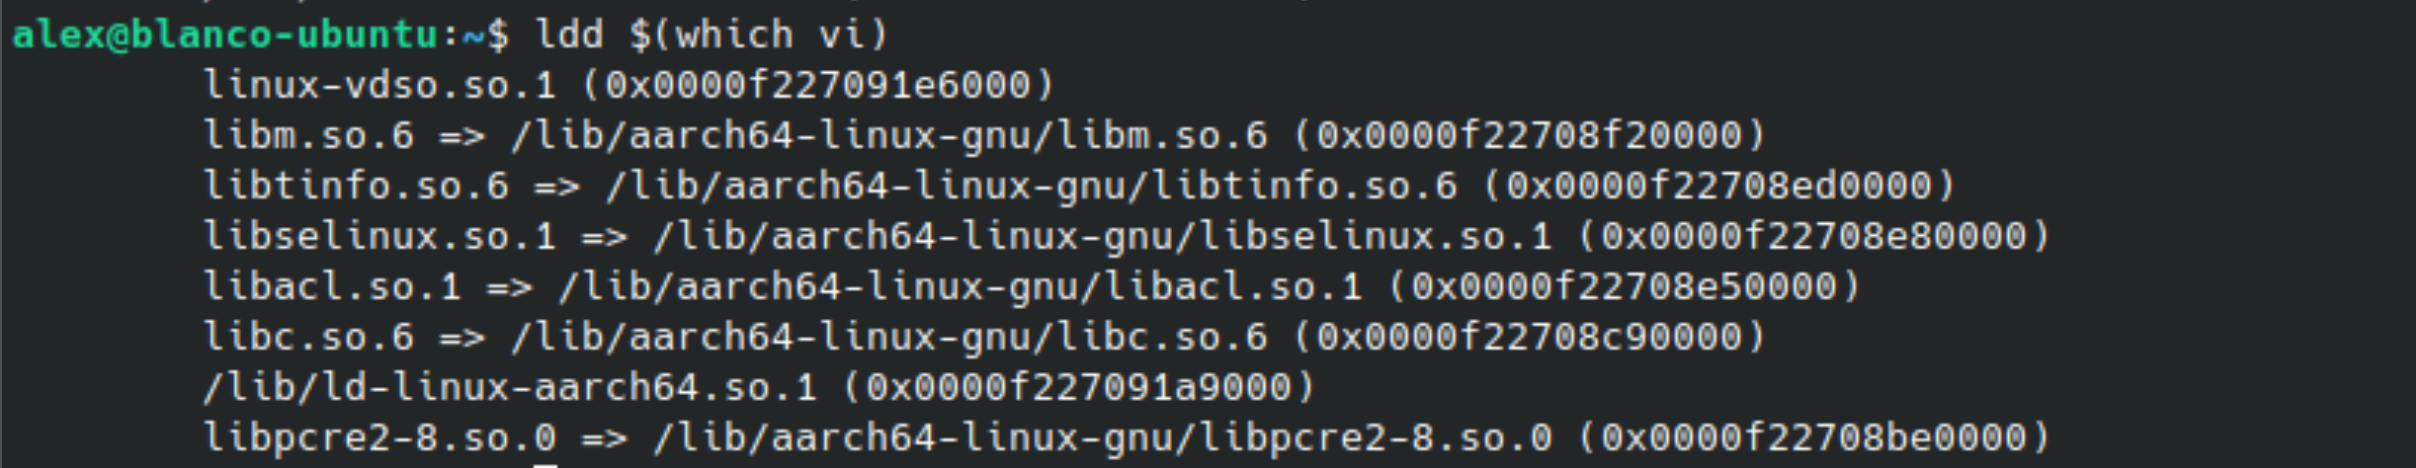 alex@blanco-ubuntu:~$ ldd $(which vi)
linux-vdso.so.1 (0x0000f227091e6000)
libm.so.6 => /lib/aarch64-linux-gnu/libm.so.6 (0x0000f22708f20000)
libtinfo.so.6 => /lib/aarch64-linux-gnu/libtinfo.so.6 (0x0000f22708ed0000)
libselinux.so.1 => /lib/aarch64-linux-gnu/libselinux.so.1 (0x0000f22708e80000)
libacl.so.1 => /lib/aarch64-linux-gnu/libacl.so.1 (0x0000f22708e50000)
libc.so.6 => /lib/aarch64-linux-gnu/libc.so.6 (0x0000f22708c90000)
/lib/ld-linux-aarch64.so.1 (0x0000f227091a9000)
libpcre2-8.so.0 => /lib/aarch64-linux-gnu/libpcre2-8.so.0 (0x0000f22708be0000)